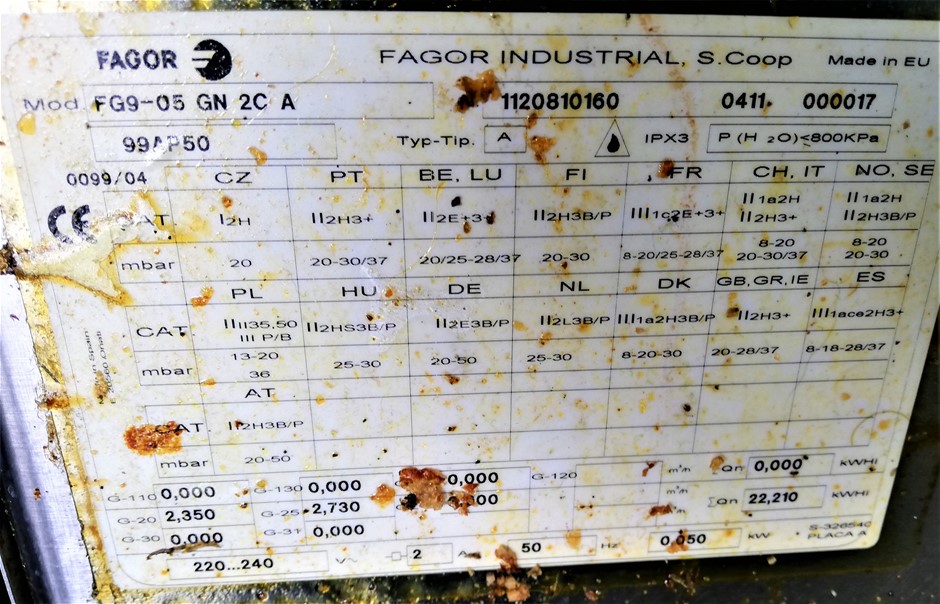 FAGOR FAGOR INDUSTRIAL, S.Coop Made in EU
Mod. FG9-05 GN 2C A 1120810160 0411 000017
99AP50 Typ-Tip. A IPX3 P (H 2O)<800KPa
0099/04 CZ PT BE, LU FI FR CH, IT NO, SE
CE CAT I2H II2H3+ II2E+3+ II2H3B/P III1c2E+3+ II1a2H II2H3+ II1a2H II2H3B/P
mbar 20 20-30/37 20/25-28/37 20-30 8-20/25-28/37 8-20 20-30/37 8-20 20-30
PL HU DE NL DK GB, GR, IE ES
CAT. II2HS3B/P II2E3B/P II2L3B/P III1a2H3B/P II2H3+ III1ace2H3+
III P/B
mbar 13-20 36 25-30 20-50 25-30 8-20-30 20-28/37 8-18-28/37
AT
CAT. II2H3B/P
mbar 20-50
G-110 0,000 G-130 0,000 0,000 G-120 m³/h Qn 0,000 kWHi
G-20 2,350 G-25 2,730 m³/h ΣQn 22,210 kWHi
G-30 0,000 G-31 0,000 S-326540
220...240 V~ 2 A 50 Hz 0,050 kW PLACA A